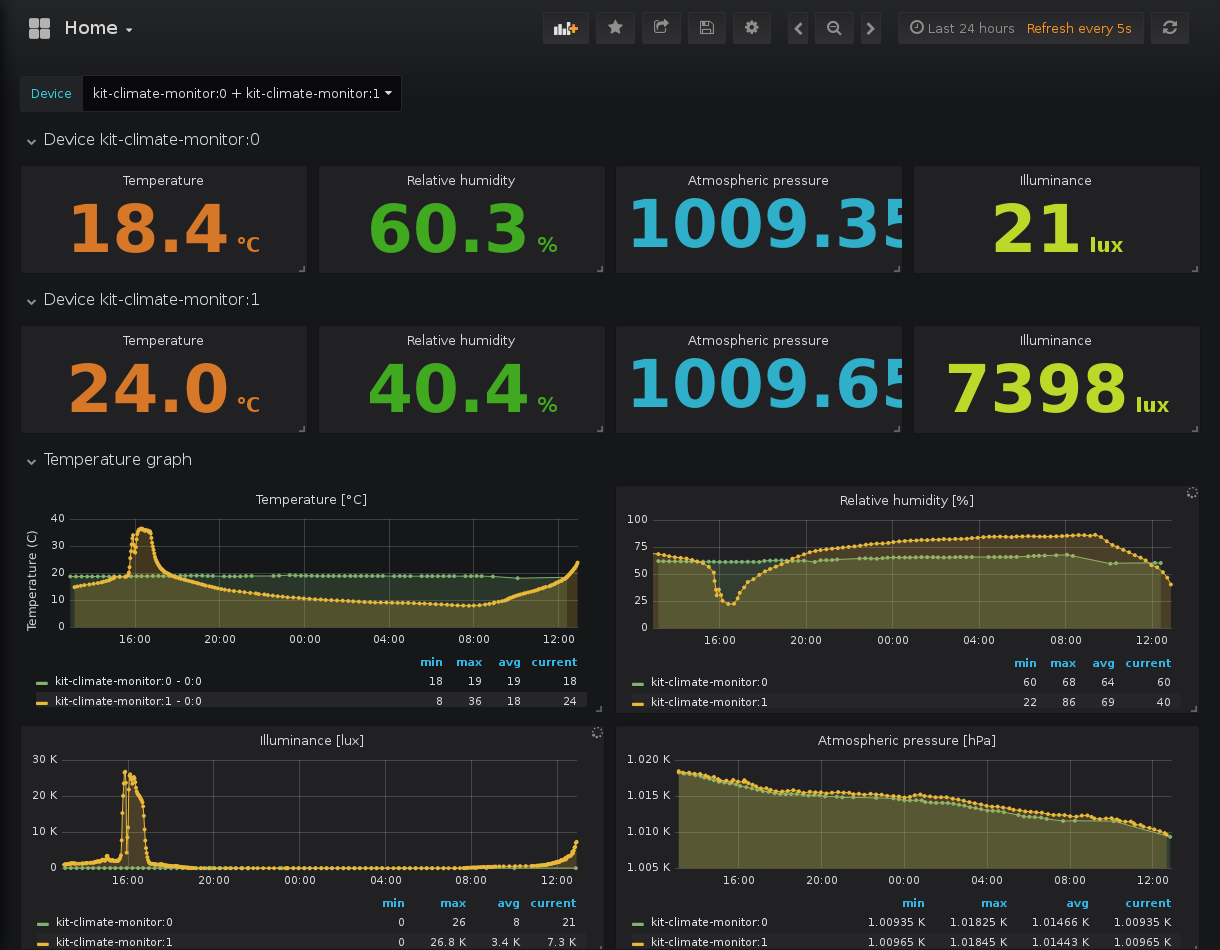 Home
Last 24 hours Refresh every 5s
Device kit-climate-monitor:0 + kit-climate-monitor:1
Device kit-climate-monitor:0
Temperature Relative humidity Atmospheric pressure Illuminance
18.4 °C 60.3 % 1009.35 21 lux
Device kit-climate-monitor:1
Temperature Relative humidity Atmospheric pressure Illuminance
24.0 °C 40.4 % 1009.65 7398 lux
Temperature graph
Temperature [°C]
Temperature (C)
40
30
20
10
0
16:00 20:00 00:00 04:00 08:00 12:00
min max avg current
kit-climate-monitor:0 - 0:0 18 19 19 18
kit-climate-monitor:1 - 0:0 8 36 18 24
Relative humidity [%]
100
75
50
25
0
16:00 20:00 00:00 04:00 08:00 12:00
min max avg current
kit-climate-monitor:0 60 68 64 60
kit-climate-monitor:1 22 86 69 40
Illuminance [lux]
30 K
20 K
10 K
0
16:00 20:00 00:00 04:00 08:00 12:00
min max avg current
kit-climate-monitor:0 0 26 8 21
kit-climate-monitor:1 0 26.8 K 3.4 K 7.3 K
Atmospheric pressure [hPa]
1.020 K
1.015 K
1.010 K
1.005 K
16:00 20:00 00:00 04:00 08:00 12:00
min max avg current
kit-climate-monitor:0 1.00935 K 1.01825 K 1.01466 K 1.00935 K
kit-climate-monitor:1 1.00965 K 1.01845 K 1.01443 K 1.00965 K